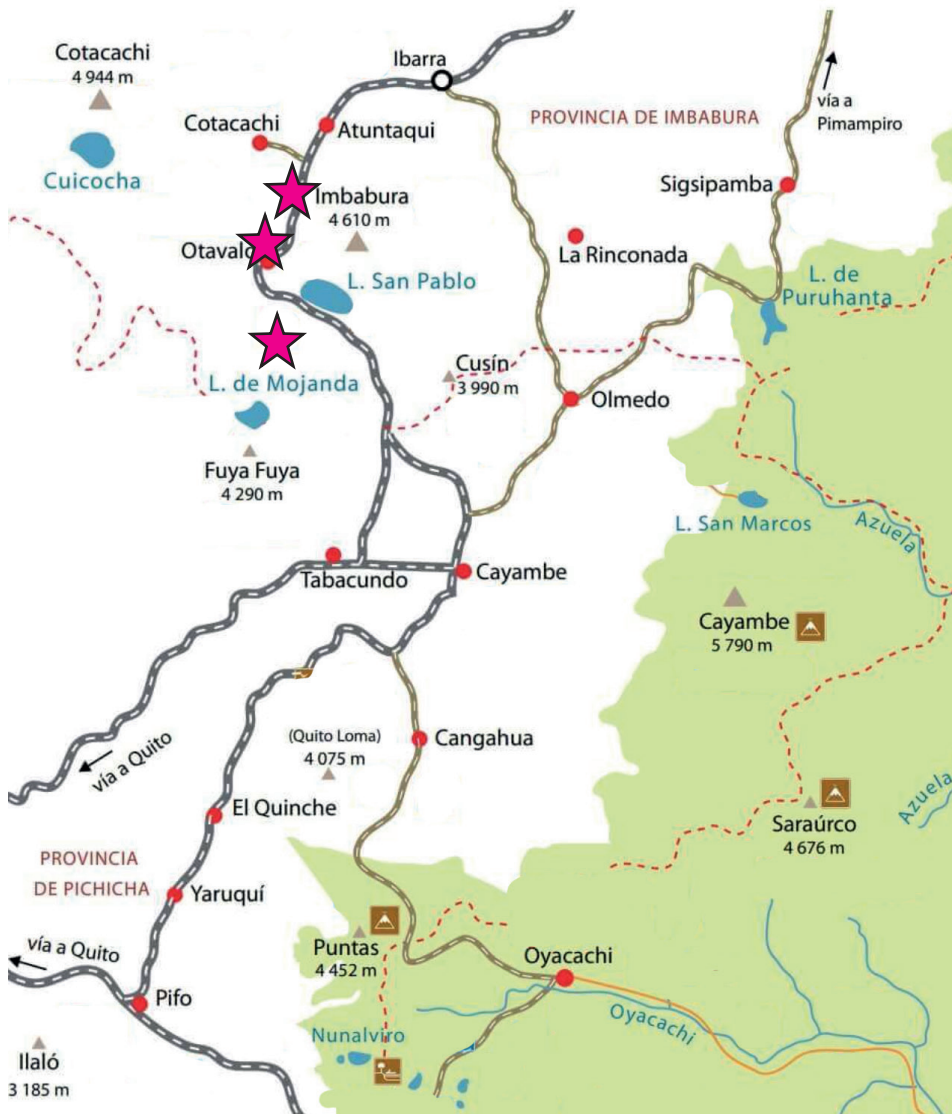 Cotacachi
4 944 m
Ibarra
Cotacachi
Atuntaqui
PROVINCIA DE IMBABURA
vía a
Pimampiro
Cuicocha
Imbabura
4 610 m
Sigsipamba
Otavalo
La Rinconada
L. San Pablo
L. de
Puruhanta
L. de Mojanda
Cusín
3 990 m
Olmedo
Fuya Fuya
4 290 m
L. San Marcos
Azuela
Tabacundo
Cayambe
Cayambe
5 790 m
vía a Quito
(Quito Loma)
4 075 m
Cangahua
El Quinche
Azuela
Saraúrco
4 676 m
PROVINCIA
DE PICHICHA
Yaruquí
vía a Quito
Puntas
4 452 m
Oyacachi
Pifo
Oyacachi
Nunalviro
Ilaló
3 185 m